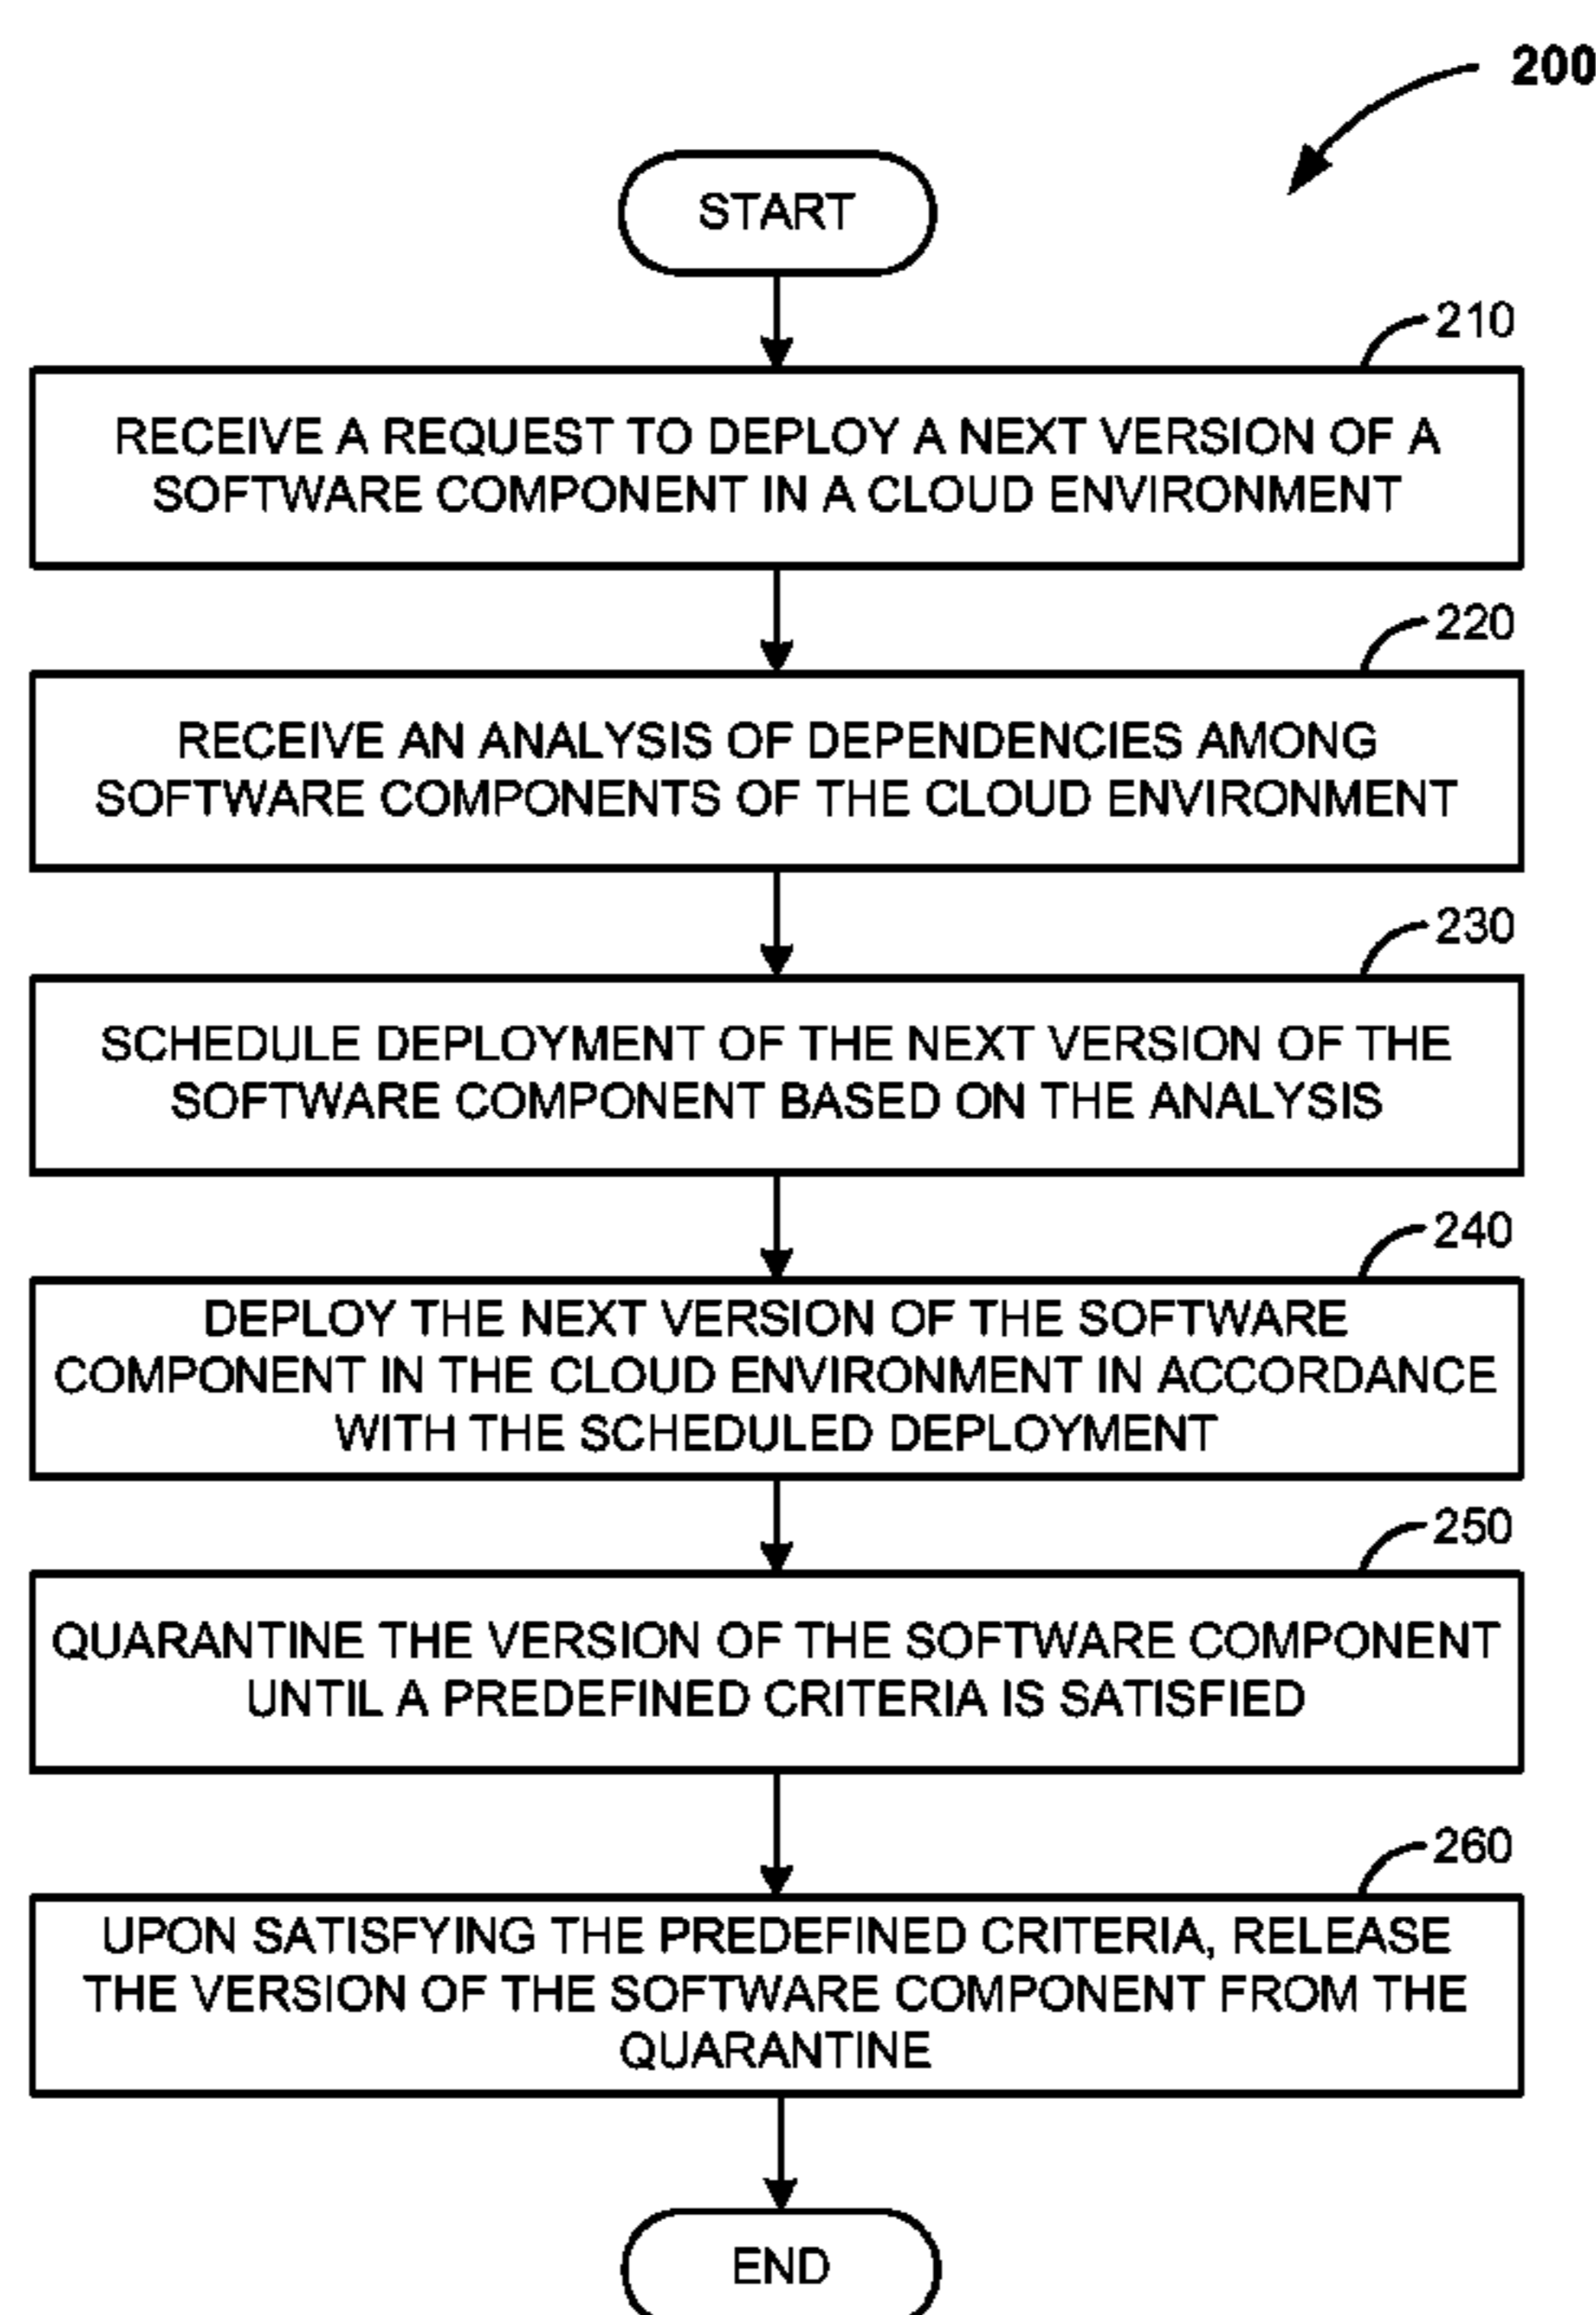 200
START
210
RECEIVE A REQUEST TO DEPLOY A NEXT VERSION OF A
SOFTWARE COMPONENT IN A CLOUD ENVIRONMENT
220
RECEIVE AN ANALYSIS OF DEPENDENCIES AMONG
SOFTWARE COMPONENTS OF THE CLOUD ENVIRONMENT
230
SCHEDULE DEPLOYMENT OF THE NEXT VERSION OF THE
SOFTWARE COMPONENT BASED ON THE ANALYSIS
240
DEPLOY THE NEXT VERSION OF THE SOFTWARE
COMPONENT IN THE CLOUD ENVIRONMENT IN ACCORDANCE
WITH THE SCHEDULED DEPLOYMENT
250
QUARANTINE THE VERSION OF THE SOFTWARE COMPONENT
UNTIL A PREDEFINED CRITERIA IS SATISFIED
260
UPON SATISFYING THE PREDEFINED CRITERIA, RELEASE
THE VERSION OF THE SOFTWARE COMPONENT FROM THE
QUARANTINE
END